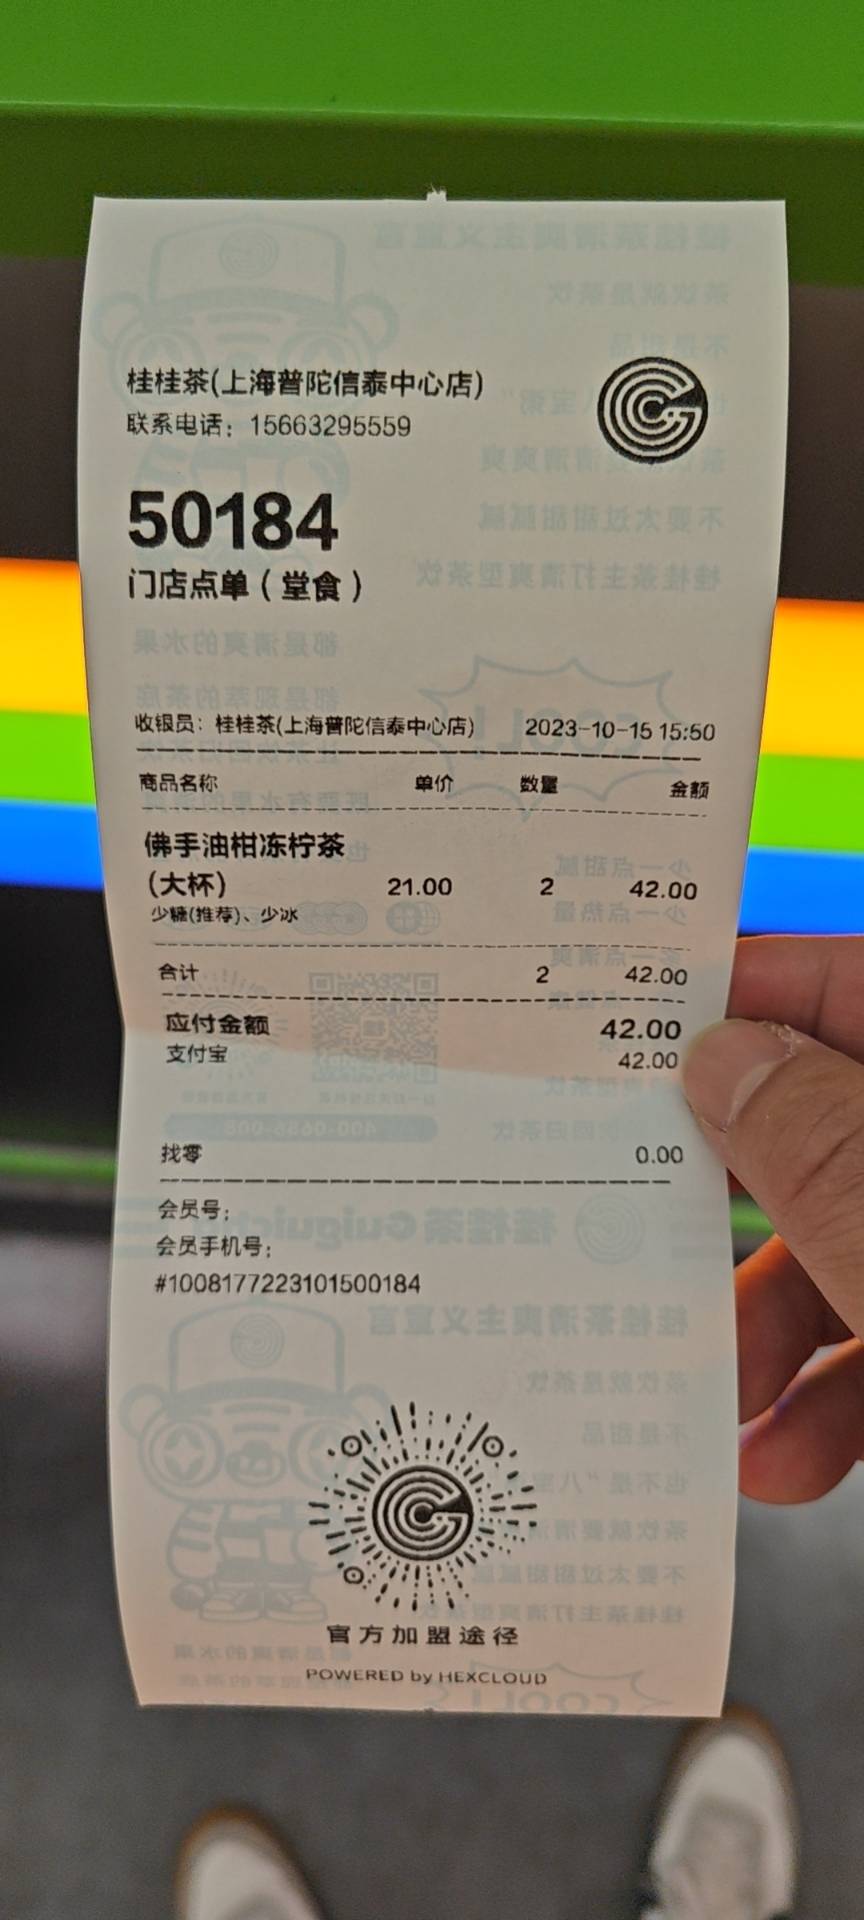 桂桂茶(上海普陀信泰中心店)
联系电话：15663295559
50184
门店点单（堂食）
收银员：桂桂茶(上海普陀信泰中心店) 2023-10-15 15:50
商品名称 单价 数量 金额
佛手油柑冻柠茶
(大杯) 21.00 2 42.00
少糖(推荐)、少冰
合计 2 42.00
应付金额 42.00
支付宝 42.00
找零 0.00
会员号：
会员手机号：
#1008177223101500184
官方加盟途径
POWERED by HEXCLOUD